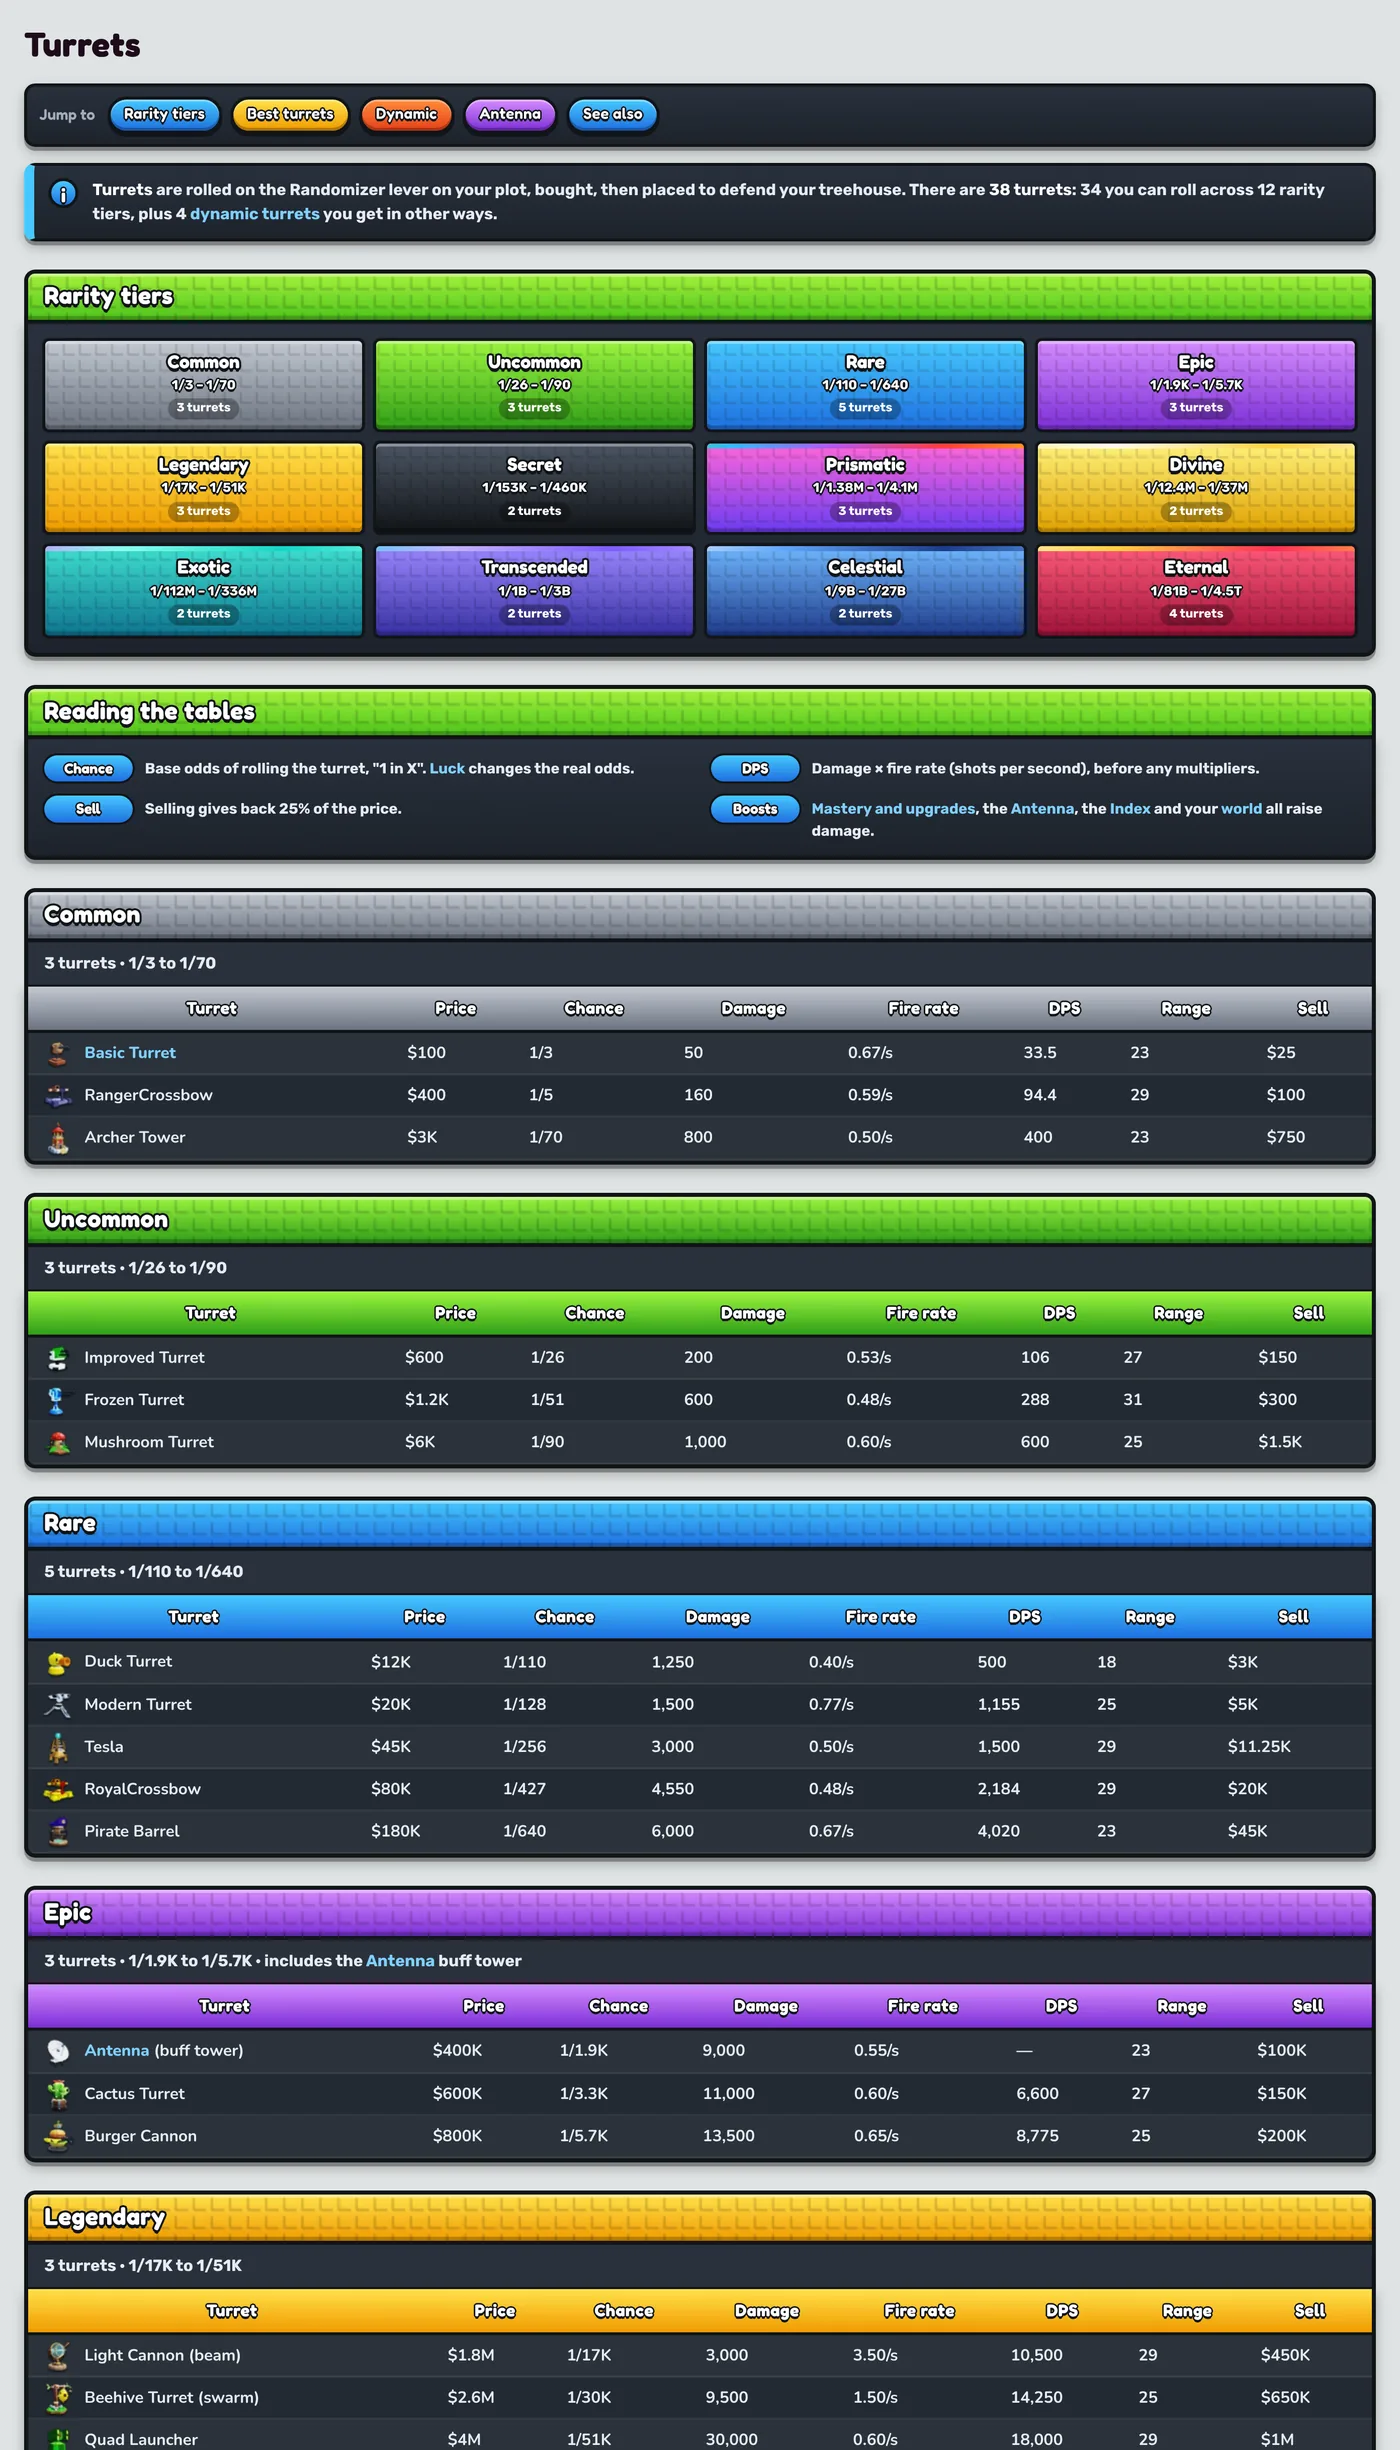 Turrets
Jump to Rarity tiers Best turrets Dynamic Antenna See also
Turrets are rolled on the Randomizer lever on your plot, bought, then placed to defend your treehouse. There are 38 turrets: 34 you can roll across 12 rarity
tiers, plus 4 dynamic turrets you get in other ways.
Rarity tiers
Common Uncommon Rare Epic
1/3 – 1/70 1/26 – 1/90 1/110 – 1/640 1/1.9K – 1/5.7K
3 turrets 3 turrets 5 turrets 3 turrets
Legendary Secret Prismatic Divine
1/17K – 1/51K 1/153K – 1/460K 1/1.38M – 1/4.1M 1/12.4M – 1/37M
3 turrets 2 turrets 3 turrets 2 turrets
Exotic Transcended Celestial Eternal
1/112M – 1/336M 1/1B – 1/3B 1/9B – 1/27B 1/81B – 1/4.5T
2 turrets 2 turrets 2 turrets 4 turrets
Reading the tables
Chance Base odds of rolling the turret, "1 in X". Luck changes the real odds.
DPS Damage × fire rate (shots per second), before any multipliers.
Sell Selling gives back 25% of the price.
Boosts Mastery and upgrades, the Antenna, the Index and your world all raise
damage.
Common
3 turrets • 1/3 to 1/70
Turret Price Chance Damage Fire rate DPS Range Sell
Basic Turret $100 1/3 50 0.67/s 33.5 23 $25
RangerCrossbow $400 1/5 160 0.59/s 94.4 29 $100
Archer Tower $3K 1/70 800 0.50/s 400 23 $750
Uncommon
3 turrets • 1/26 to 1/90
Turret Price Chance Damage Fire rate DPS Range Sell
Improved Turret $600 1/26 200 0.53/s 106 27 $150
Frozen Turret $1.2K 1/51 600 0.48/s 288 31 $300
Mushroom Turret $6K 1/90 1,000 0.60/s 600 25 $1.5K
Rare
5 turrets • 1/110 to 1/640
Turret Price Chance Damage Fire rate DPS Range Sell
Duck Turret $12K 1/110 1,250 0.40/s 500 18 $3K
Modern Turret $20K 1/128 1,500 0.77/s 1,155 25 $5K
Tesla $45K 1/256 3,000 0.50/s 1,500 29 $11.25K
RoyalCrossbow $80K 1/427 4,550 0.48/s 2,184 29 $20K
Pirate Barrel $180K 1/640 6,000 0.67/s 4,020 23 $45K
Epic
3 turrets • 1/1.9K to 1/5.7K • includes the Antenna buff tower
Turret Price Chance Damage Fire rate DPS Range Sell
Antenna (buff tower) $400K 1/1.9K 9,000 0.55/s — 23 $100K
Cactus Turret $600K 1/3.3K 11,000 0.60/s 6,600 27 $150K
Burger Cannon $800K 1/5.7K 13,500 0.65/s 8,775 25 $200K
Legendary
3 turrets • 1/17K to 1/51K
Turret Price Chance Damage Fire rate DPS Range Sell
Light Cannon (beam) $1.8M 1/17K 3,000 3.50/s 10,500 29 $450K
Beehive Turret (swarm) $2.6M 1/30K 9,500 1.50/s 14,250 25 $650K
Quad Launcher $4M 1/51K 30,000 0.60/s 18,000 29 $1M